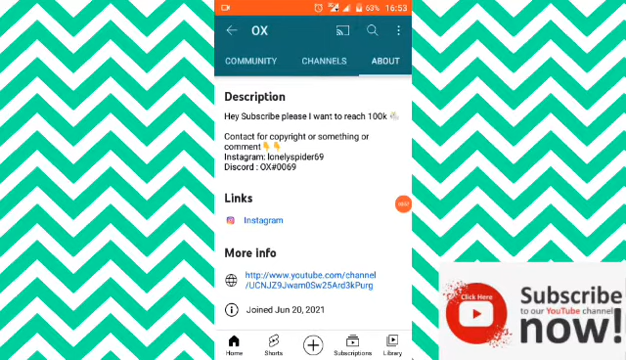 63% 16:53
OX
COMMUNITY CHANNELS ABOUT
Description
Hey Subscribe please I want to reach 100k
Contact for copyright or something or
comment👇👇
Instagram: lonelyspider69
Discord : OX#0069
Links
Instagram
More info
http://www.youtube.com/channel
/UCNJZ9Jwam0Sw25Ard3kPurg
Joined Jun 20, 2021
Home Shorts Subscriptions Library
Click Here
Subscribe
to our YouTube channel
now!